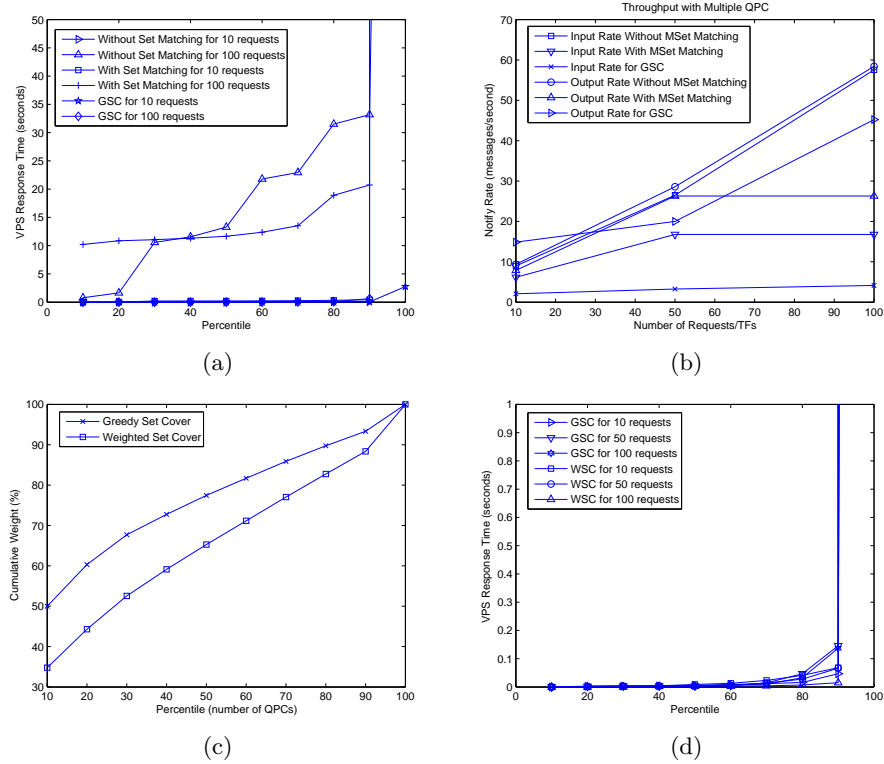 50
45
40
35
30
25
20
15
10
5
0
0
20
40
60
80
100
VPS Response Time (seconds)
Percentile
Without Set Matching for 10 requests
Without Set Matching for 100 requests
With Set Matching for 10 requests
With Set Matching for 100 requests
GSC for 10 requests
GSC for 100 requests
(a)
Throughput with Multiple QPC
70
60
50
40
30
20
10
0
10
20
30
40
50
60
70
80
90
100
Notify Rate (messages/second)
Number of Requests/TFs
Input Rate Without MSet Matching
Input Rate With MSet Matching
Input Rate for GSC
Output Rate Without MSet Matching
Output Rate With MSet Matching
Output Rate for GSC
(b)
100
90
80
70
60
50
40
30
10
20
30
40
50
60
70
80
90
100
Cumulative Weight (%)
Percentile (number of QPCs)
Greedy Set Cover
Weighted Set Cover
(c)
1
0.9
0.8
0.7
0.6
0.5
0.4
0.3
0.2
0.1
0
0
20
40
60
80
100
VPS Response Time (seconds)
Percentile
GSC for 10 requests
GSC for 50 requests
GSC for 100 requests
WSC for 10 requests
WSC for 50 requests
WSC for 100 requests
(d)